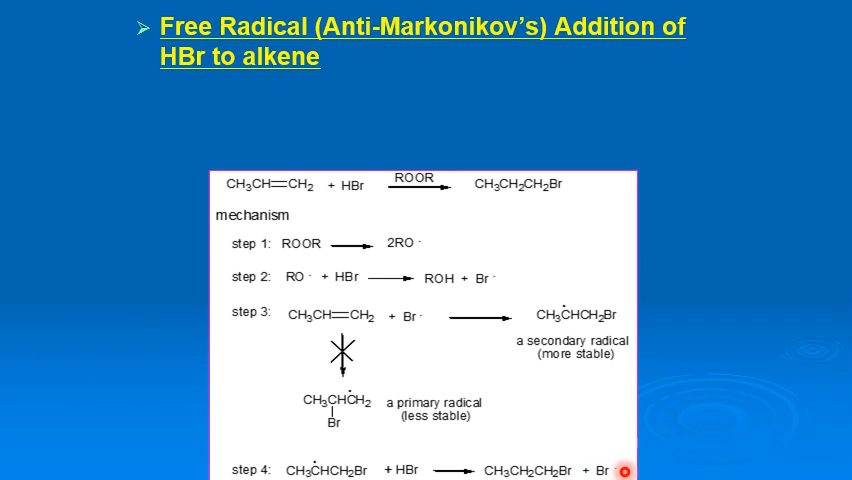 Free Radical (Anti-Markonikov's) Addition of
HBr to alkene
CH3CH=CH2 + HBr ROOR CH3CH2CH2Br
mechanism
step 1: ROOR 2RO·
step 2: RO· + HBr ROH + Br·
step 3: CH3CH=CH2 + Br· CH3ĊHCH2Br
a secondary radical
(more stable)
CH3CHĊH2 a primary radical
(less stable)
Br
step 4: CH3ĊHCH2Br + HBr CH3CH2CH2Br + Br·